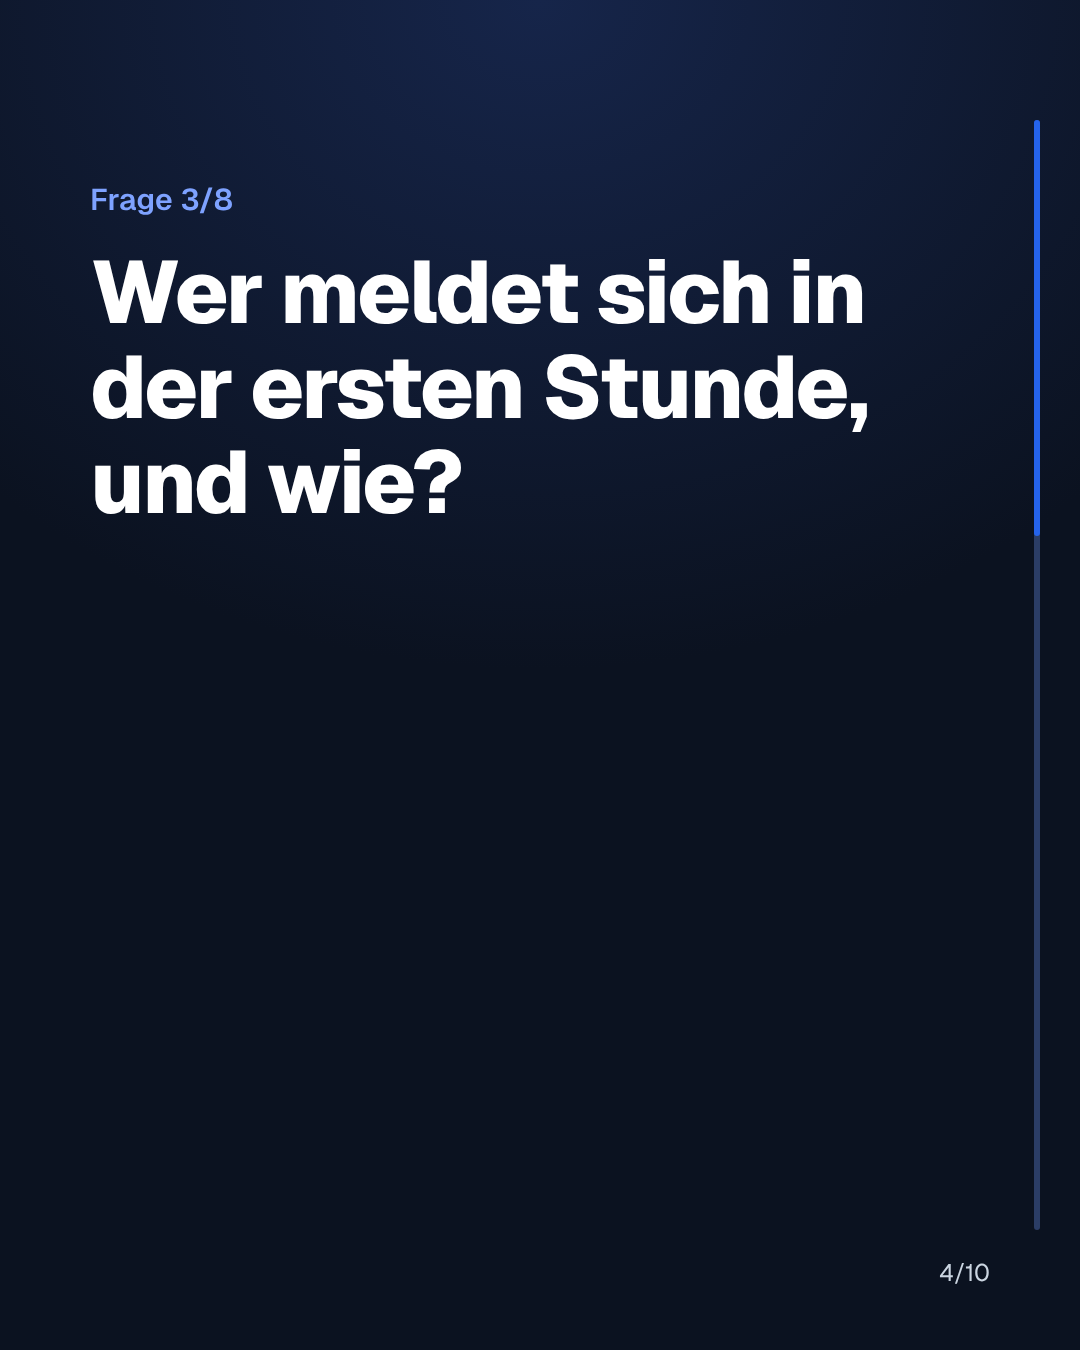 Frage 3/8
Wer meldet sich in
der ersten Stunde,
und wie?
4/10